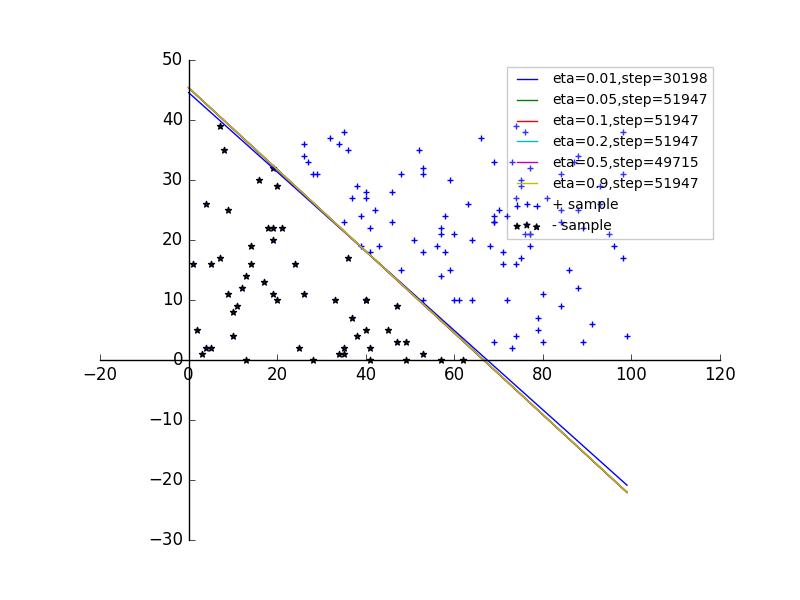 50
40
30
20
10
0
−10
−20
−30
−20
0
20
40
60
80
100
120
eta=0.01,step=30198
eta=0.05,step=51947
eta=0.1,step=51947
eta=0.2,step=51947
eta=0.5,step=49715
eta=0.9,step=51947
+ sample
- sample